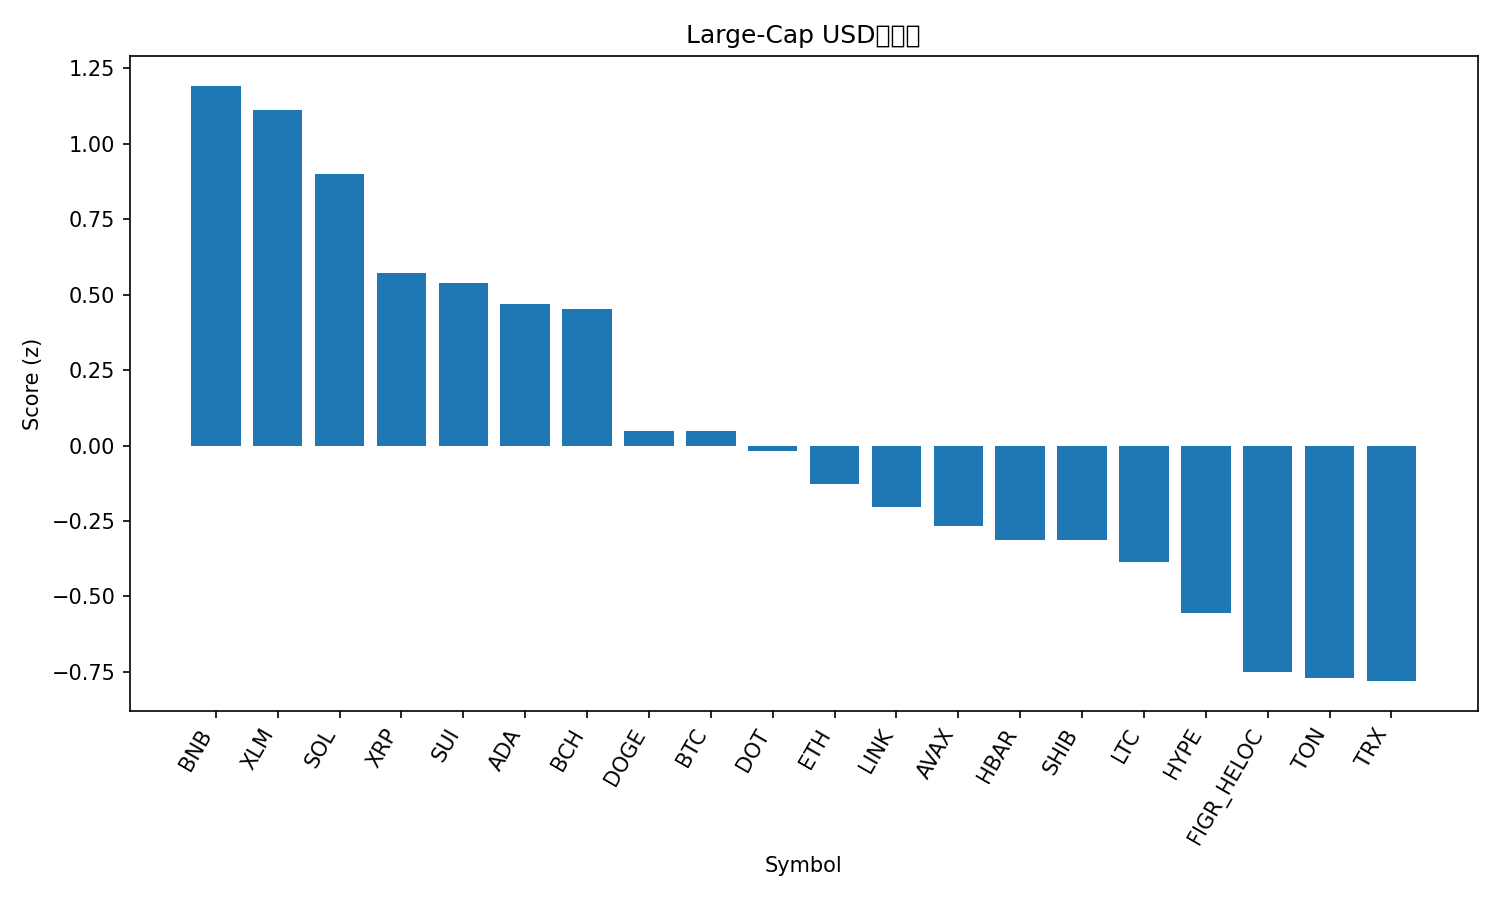 Large-Cap USD
1.25
1.00
0.75
0.50
0.25
0.00
−0.25
−0.50
−0.75
Score (z)
BNB
XLM
SOL
XRP
SUI
ADA
BCH
DOGE
BTC
DOT
ETH
LINK
AVAX
HBAR
SHIB
LTC
HYPE
FIGR_HELOC
TON
TRX
Symbol